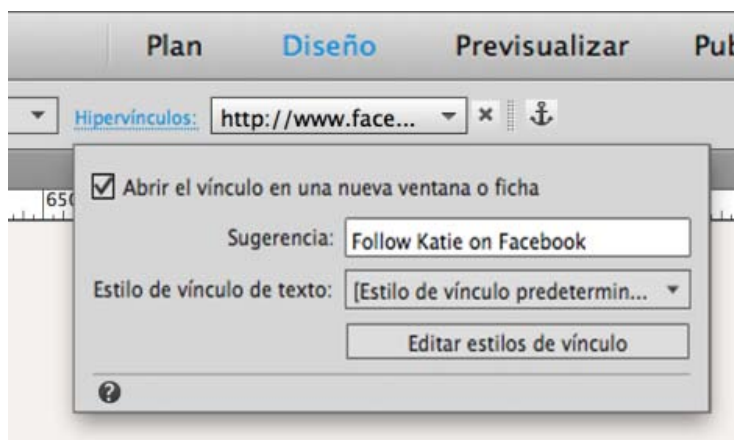 Plan Diseño Previsualizar Pub
Hipervínculos: http://www.face...
650
Abrir el vínculo en una nueva ventana o ficha
Sugerencia: Follow Katie on Facebook
Estilo de vínculo de texto: [Estilo de vínculo predetermin...
Editar estilos de vínculo
?